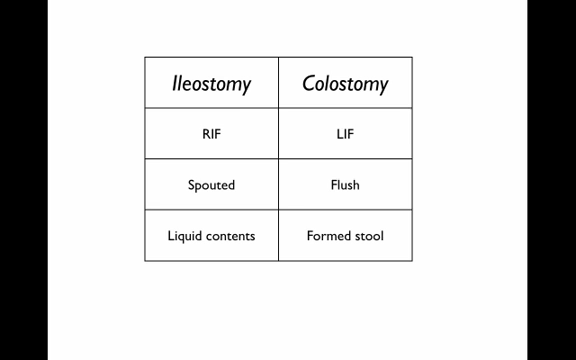 Ileostomy Colostomy
RIF LIF
Spouted Flush
Liquid contents Formed stool